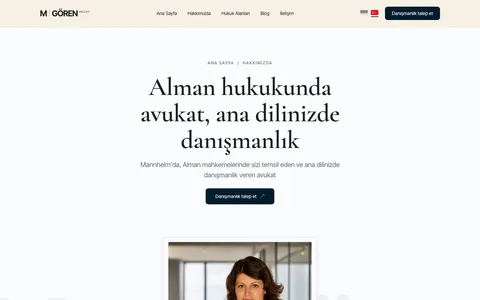 M GÖREN
Ana Sayfa Hakkımızda Hukuk Alanları Blog İletişim Danışmanlık talep et
ANA SAYFA / HAKKIMIZDA
Alman hukukunda
avukat, ana dilinizde
danışmanlık
Mannheim'da, Alman mahkemelerinde sizi temsil eden ve ana dilinizde
danışmanlık veren avukat
Danışmanlık talep et